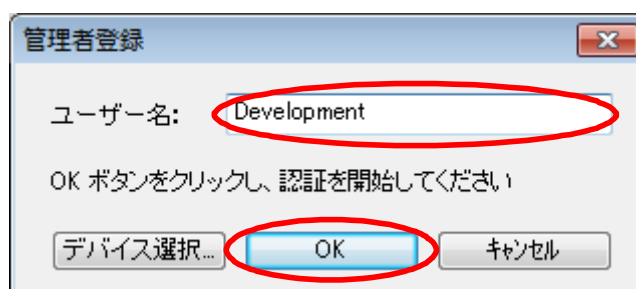 管理者登録
ユーザー名: Development
OK ボタンをクリックし、認証を開始してください
デバイス選択... OK キャンセル